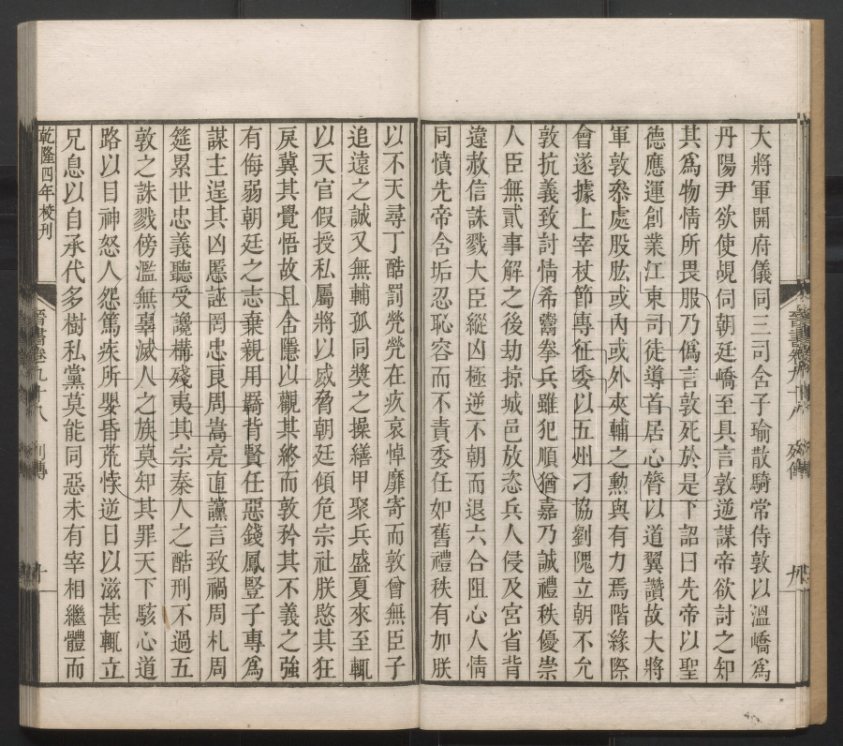 大將軍開府儀同三司含子瑜散騎常侍敦以溫嶠爲
丹陽尹欲使覘伺朝廷嶠至具言敦逆謀帝欲討之知
其爲物情所畏服乃僞言敦死於是下詔曰先帝以聖
德應運創業江東司徒導首居心膂以道翼讚故大將
軍敦叅處股肱或內或外夾輔之勳與有力焉階緣際
會遂據上宰杖節專征委以五州刁協劉隗立朝不允
敦抗義致討情希鬻拳兵雖犯順猶嘉乃誠禮秩優崇
人臣無貳事解之後劫掠城邑放恣兵人侵及宮省背
違赦信誅戮大臣縱凶極逆不朝而退六合阻心人情
同憤先帝含垢忍恥容而不責委任如舊禮秩有加朕
以不天尋丁酷罰煢煢在疚哀悼靡寄而敦曾無臣子
追遠之誠又無輔孤同獎之操繕甲聚兵盛夏來至輒
以天官假授私屬將以威脅朝廷傾危宗社朕愍其狂
戾冀其覺悟故且含隱以觀其終而敦矜其不義之強
有侮弱朝廷之志棄親用羇背賢任惡錢鳳豎子專爲
謀主逞其凶慝誣罔忠良周嵩亮直讜言致禍周札周
筵累世忠義聽受讒構殘夷其宗秦人之酷刑不過五
敦之誅戮傍濫無辜滅人之族莫知其罪天下駭心道
路以目神怒人怨篤疾所嬰昏荒悖逆日以滋甚輒立
兄息以自承代多樹私黨莫能同惡未有宰相繼體而
乾隆四年校刊
晉書卷九十八 列傳
十